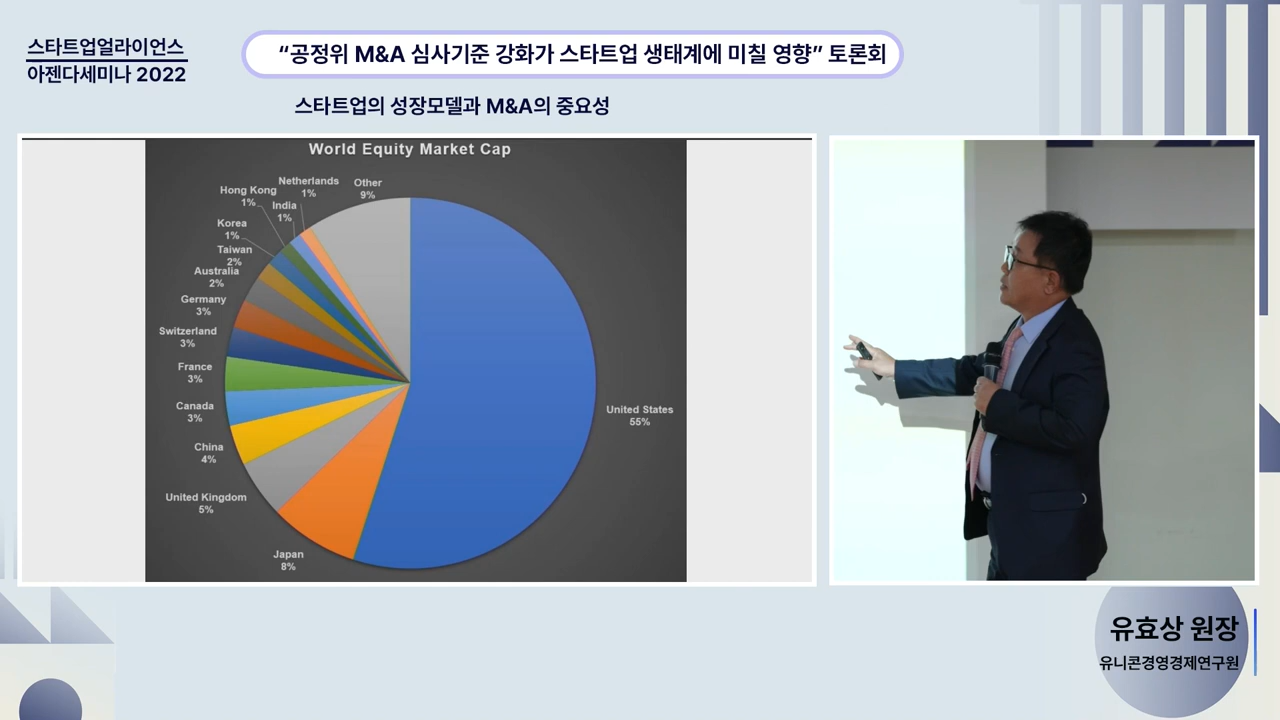 스타트업얼라이언스
아젠다세미나 2022
“공정위 M&A 심사기준 강화가 스타트업 생태계에 미칠 영향” 토론회
스타트업의 성장모델과 M&A의 중요성
World Equity Market Cap
Netherlands
1%
Other
9%
Hong Kong
1%
India
1%
Korea
1%
Taiwan
2%
Australia
2%
Germany
3%
Switzerland
3%
France
3%
Canada
3%
China
4%
United Kingdom
5%
Japan
8%
United States
55%
유효상 원장
유니콘경영경제연구원